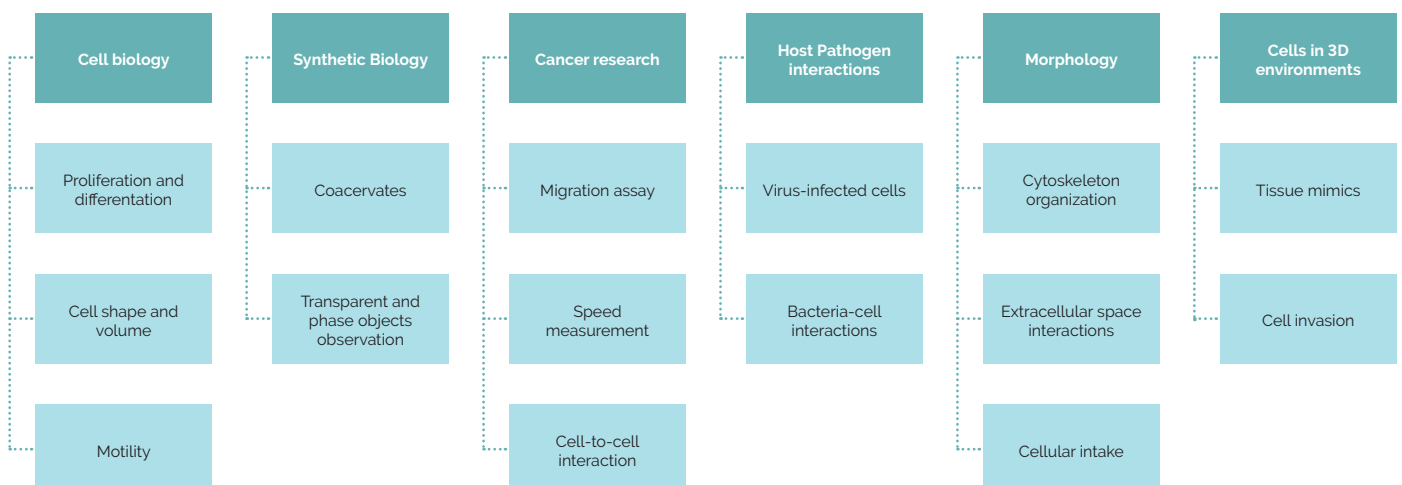 Cell biology
Proliferation and
differentation
Cell shape and
volume
Motility
Synthetic Biology
Coacervates
Transparent and
phase objects
observation
Cancer research
Migration assay
Speed
measurement
Cell-to-cell
interaction
Host Pathogen
interactions
Virus-infected cells
Bacteria-cell
interactions
Morphology
Cytoskeleton
organization
Extracellular space
interactions
Cellular intake
Cells in 3D
environments
Tissue mimics
Cell invasion